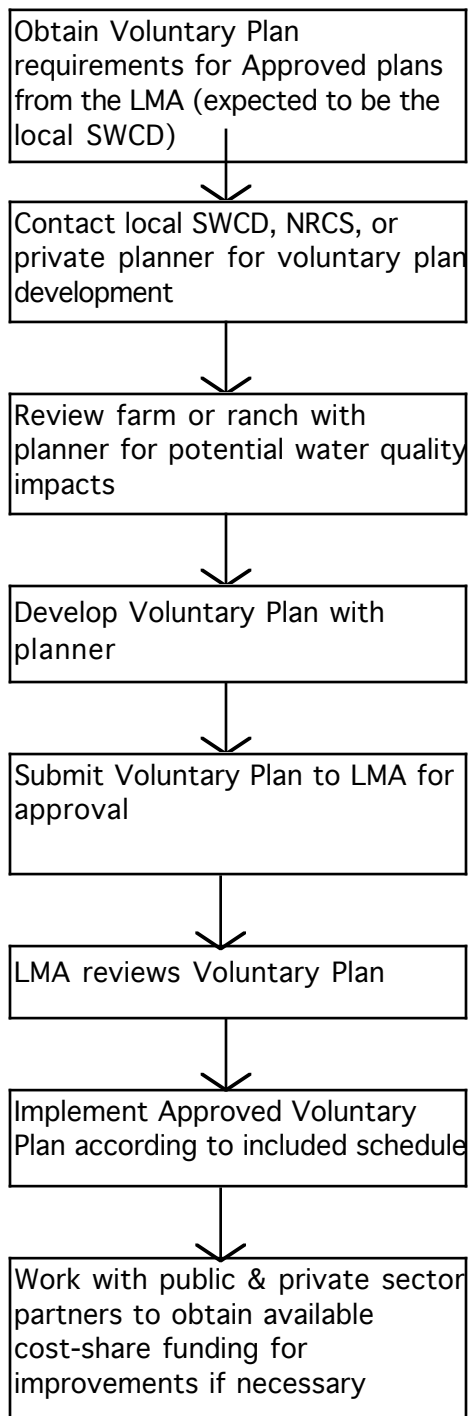 Obtain Voluntary Plan
requirements for Approved plans
from the LMA (expected to be the
local SWCD)
Contact local SWCD, NRCS, or
private planner for voluntary plan
development
Review farm or ranch with
planner for potential water quality
impacts
Develop Voluntary Plan with
planner
Submit Voluntary Plan to LMA for
approval
LMA reviews Voluntary Plan
Implement Approved Voluntary
Plan according to included schedule
Work with public & private sector
partners to obtain available
cost-share funding for
improvements if necessary